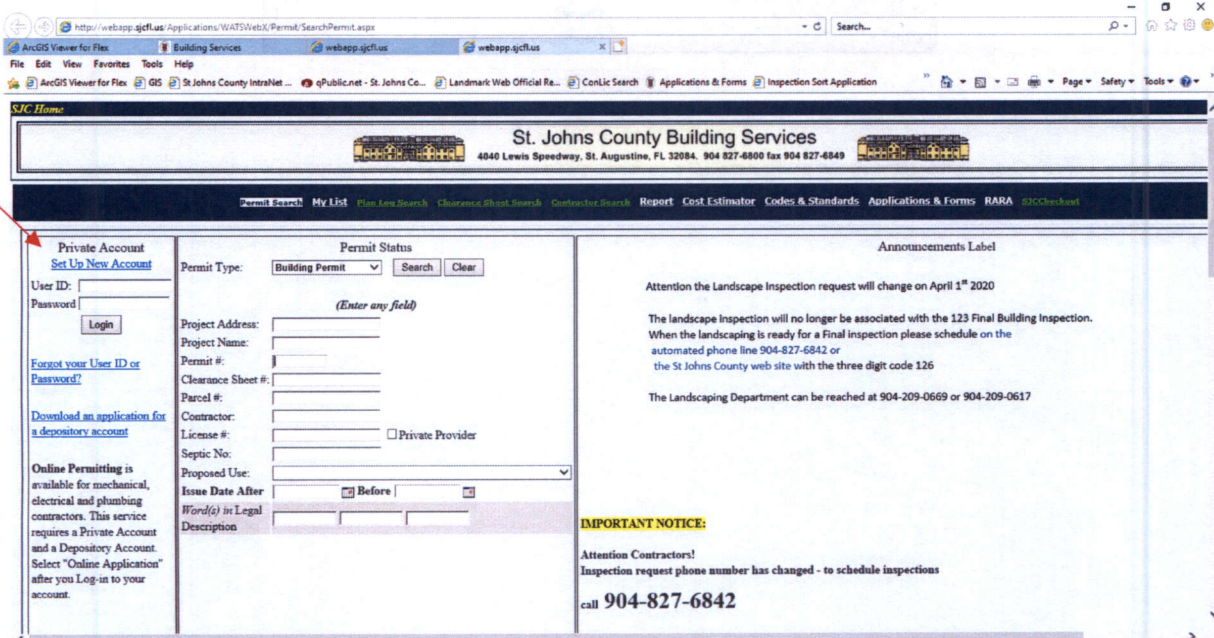 http://webapp.sjcfl.us/Applications/WATSWebX/Permit/SearchPermit.aspx
Search...
ArcGIS Viewer for Flex
Building Services
webapp.sjcfl.us
webapp.sjcfl.us
File Edit View Favorites Tools Help
ArcGIS Viewer for Flex GIS St Johns County IntraNet ... qPublic.net - St. Johns Co... Landmark Web Official Re... ConLic Search Applications & Forms Inspection Sort Application
Page Safety Tools
SJC Home
St. Johns County Building Services
4040 Lewis Speedway, St. Augustine, FL 32084. 904 827-6800 fax 904 827-6849
Permit Search My List Plan Log Search Clearance Sheet Search Contractor Search Report Cost Estimator Codes & Standards Applications & Forms RARA SJCCheckout
Private Account
Set Up New Account
User ID:
Password
Login
Forgot your User ID or
Password?
Download an application for
a depository account
Online Permitting is
available for mechanical,
electrical and plumbing
contractors. This service
requires a Private Account
and a Depository Account.
Select "Online Application"
after you Log-in to your
account.
Permit Status
Permit Type: Building Permit Search Clear
(Enter any field)
Project Address:
Project Name:
Permit #:
Clearance Sheet #:
Parcel #:
Contractor:
License #: Private Provider
Septic No:
Proposed Use:
Issue Date After Before
Word(s) in Legal
Description
Announcements Label
Attention the Landscape Inspection request will change on April 1st 2020
The landscape Inspection will no longer be associated with the 123 Final Building Inspection.
When the landscaping is ready for a Final inspection please schedule on the
automated phone line 904-827-6842 or
the St Johns County web site with the three digit code 126
The Landscaping Department can be reached at 904-209-0669 or 904-209-0617
IMPORTANT NOTICE:
Attention Contractors!
Inspection request phone number has changed - to schedule inspections
call 904-827-6842